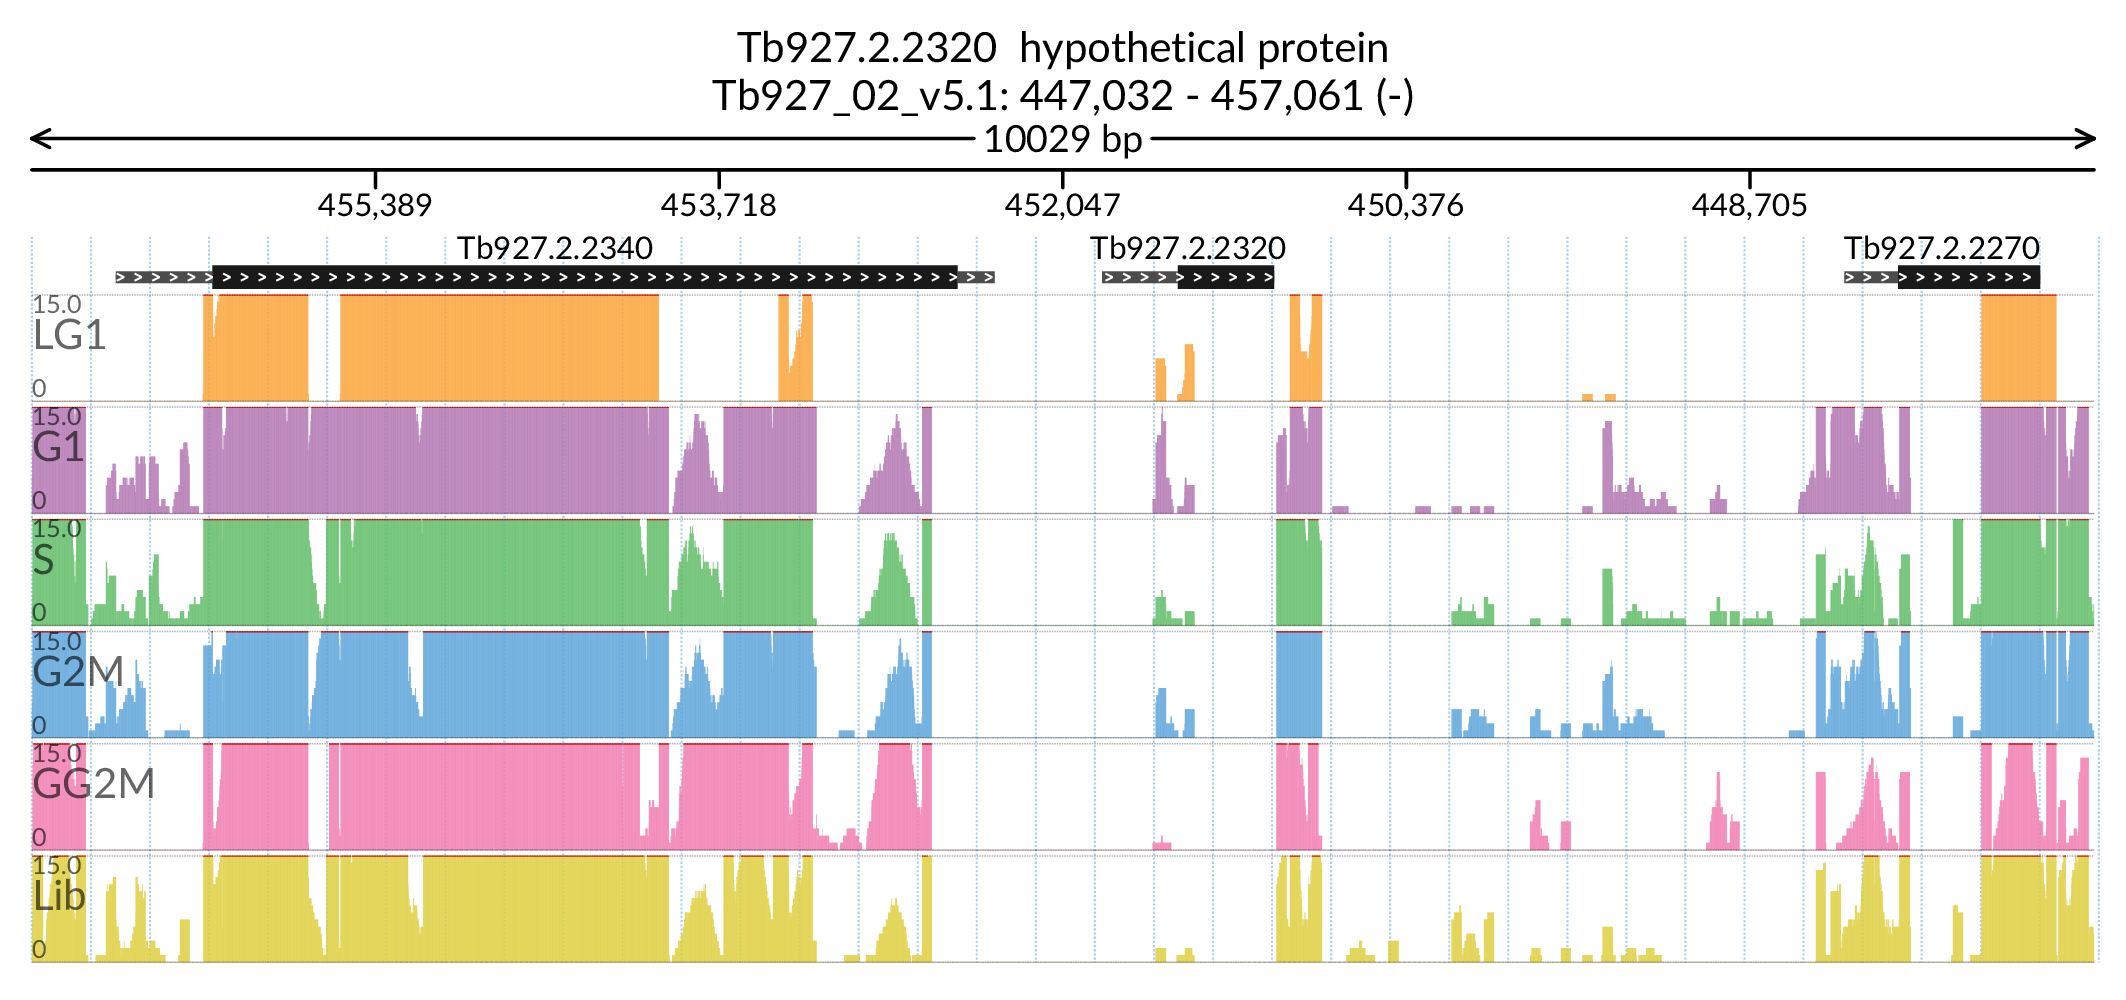 Tb927.2.2320 hypothetical protein
Tb927_02_v5.1: 447,032 - 457,061 (-)
10029 bp
455,389 453,718 452,047 450,376 448,705
Tb927.2.2340 Tb927.2.2320 Tb927.2.2270
15.0
LG1
0
15.0
G1
0
15.0
S
0
15.0
G2M
0
15.0
GG2M
0
15.0
Lib
0